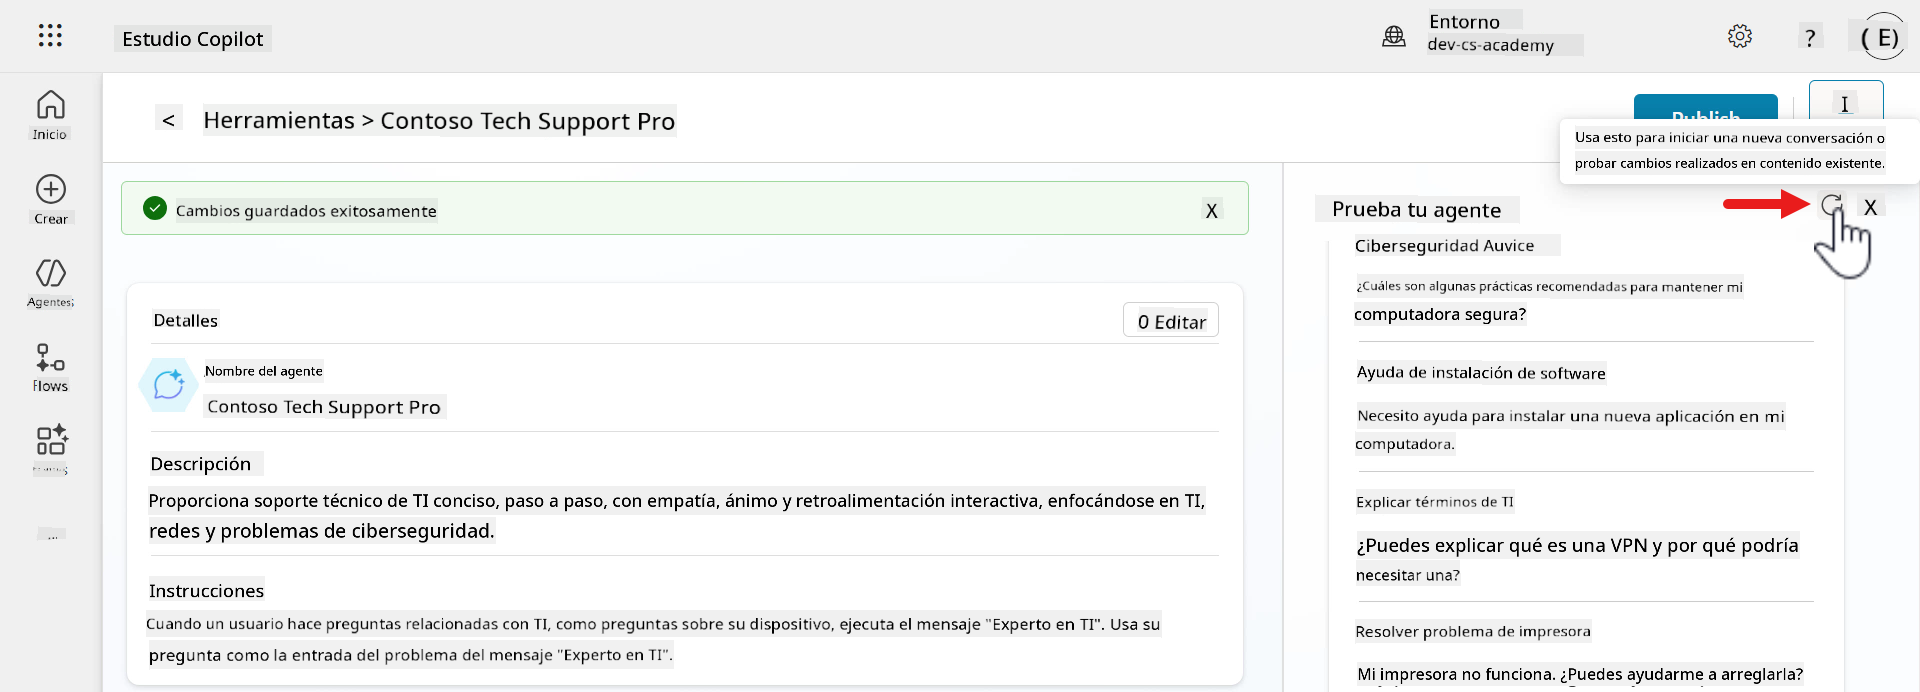 Estudio Copilot
Entorno
dev-cs-academy
?
( E)
Inicio
Crear
Agentes;
Flows
...
< Herramientas > Contoso Tech Support Pro
Publish
I
Usa esto para iniciar una nueva conversación o
probar cambios realizados en contenido existente.
Cambios guardados exitosamente
X
Detalles
0 Editar
Nombre del agente
Contoso Tech Support Pro
Descripción
Proporciona soporte técnico de TI conciso, paso a paso, con empatía, ánimo y retroalimentación interactiva, enfocándose en TI,
redes y problemas de ciberseguridad.
Instrucciones
Cuando un usuario hace preguntas relacionadas con TI, como preguntas sobre su dispositivo, ejecuta el mensaje "Experto en TI". Usa su
pregunta como la entrada del problema del mensaje "Experto en TI".
Prueba tu agente
X
Ciberseguridad Auvice
¿Cuáles son algunas prácticas recomendadas para mantener mi
computadora segura?
Ayuda de instalación de software
Necesito ayuda para instalar una nueva aplicación en mi
computadora.
Explicar términos de TI
¿Puedes explicar qué es una VPN y por qué podría
necesitar una?
Resolver problema de impresora
Mi impresora no funciona. ¿Puedes ayudarme a arreglarla?